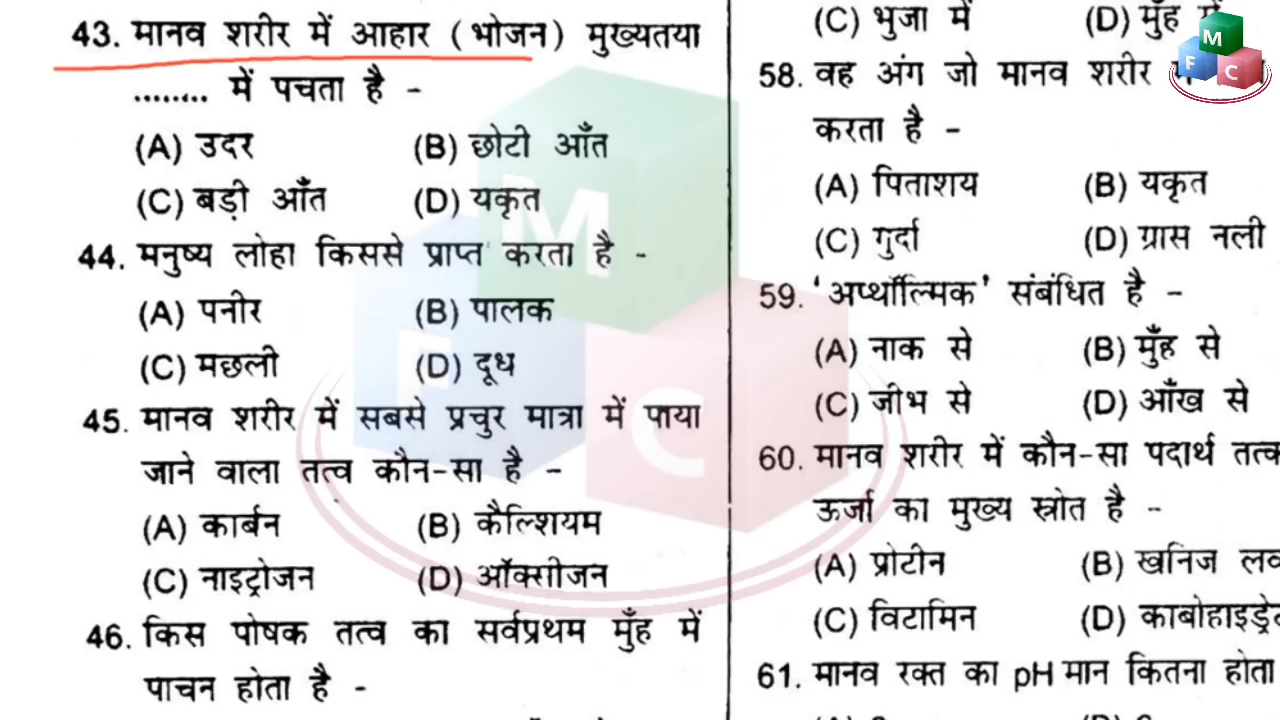 43. मानव शरीर में आहार ( भोजन ) मुख्यतया
........ में पचता है -
(A) उदर (B) छोटी आँत
(C) बड़ी आँत (D) यकृत
44. मनुष्य लोहा किससे प्राप्त करता है -
(A) पनीर (B) पालक
(C) मछली (D) दूध
45. मानव शरीर में सबसे प्रचुर मात्रा में पाया
जाने वाला तत्व कौन-सा है -
(A) कार्बन (B) कैल्शियम
(C) नाइट्रोजन (D) ऑक्सीजन
46. किस पोषक तत्व का सर्वप्रथम मुँह में
पाचन होता है -
(C) भुजा में (D) मुँह में
58. वह अंग जो मानव शरीर
करता है -
(A) पिताशय (B) यकृत
(C) गुर्दा (D) ग्रास नली
59. 'अप्थॉल्मिक' संबंधित है -
(A) नाक से (B) मुँह से
(C) जीभ से (D) आँख से
60. मानव शरीर में कौन-सा पदार्थ तत्क
ऊर्जा का मुख्य स्त्रोत है -
(A) प्रोटीन (B) खनिज लव
(C) विटामिन (D) काबोहाइड्रेट
61. मानव रक्त का pH मान कितना होता
M
F
C
M
F
C